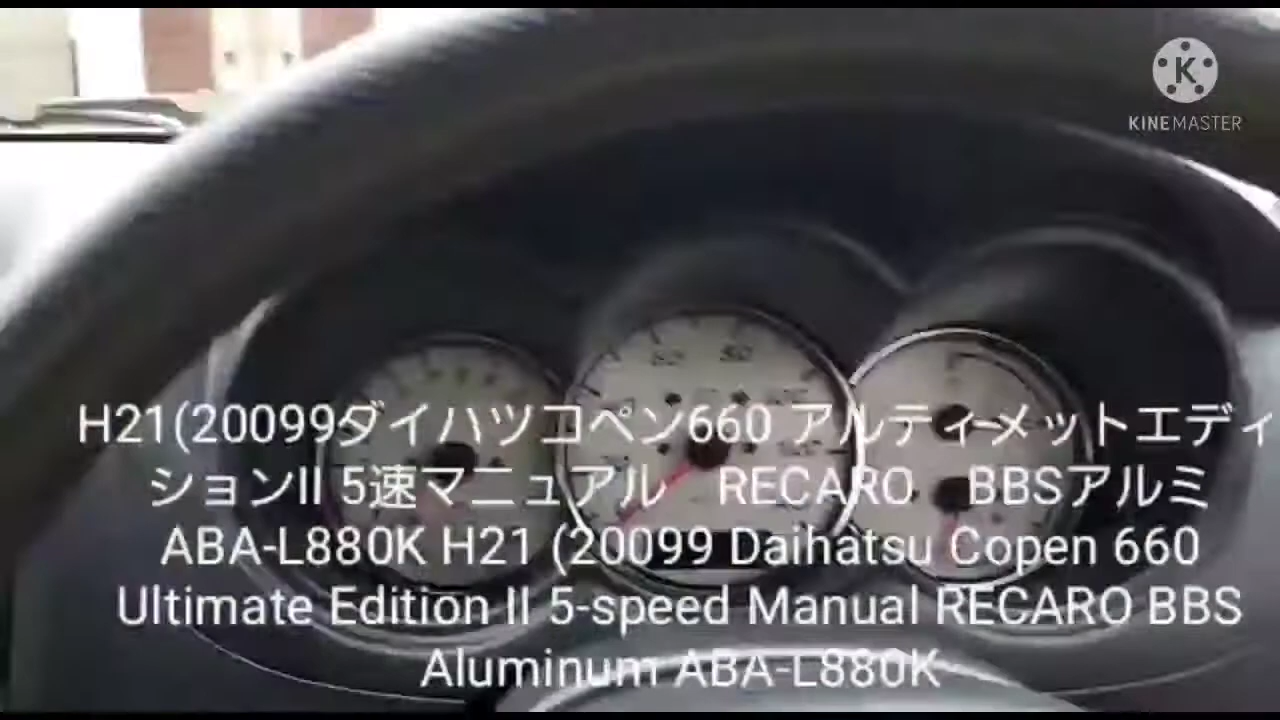 K
KINEMASTER
H21(20099ダイハツコペン660 アルティメットエディ
ションII 5速マニュアル RECARO BBSアルミ
ABA-L880K H21 (20099 Daihatsu Copen 660
Ultimate Edition II 5-speed Manual RECARO BBS
Aluminum ABA-L880K